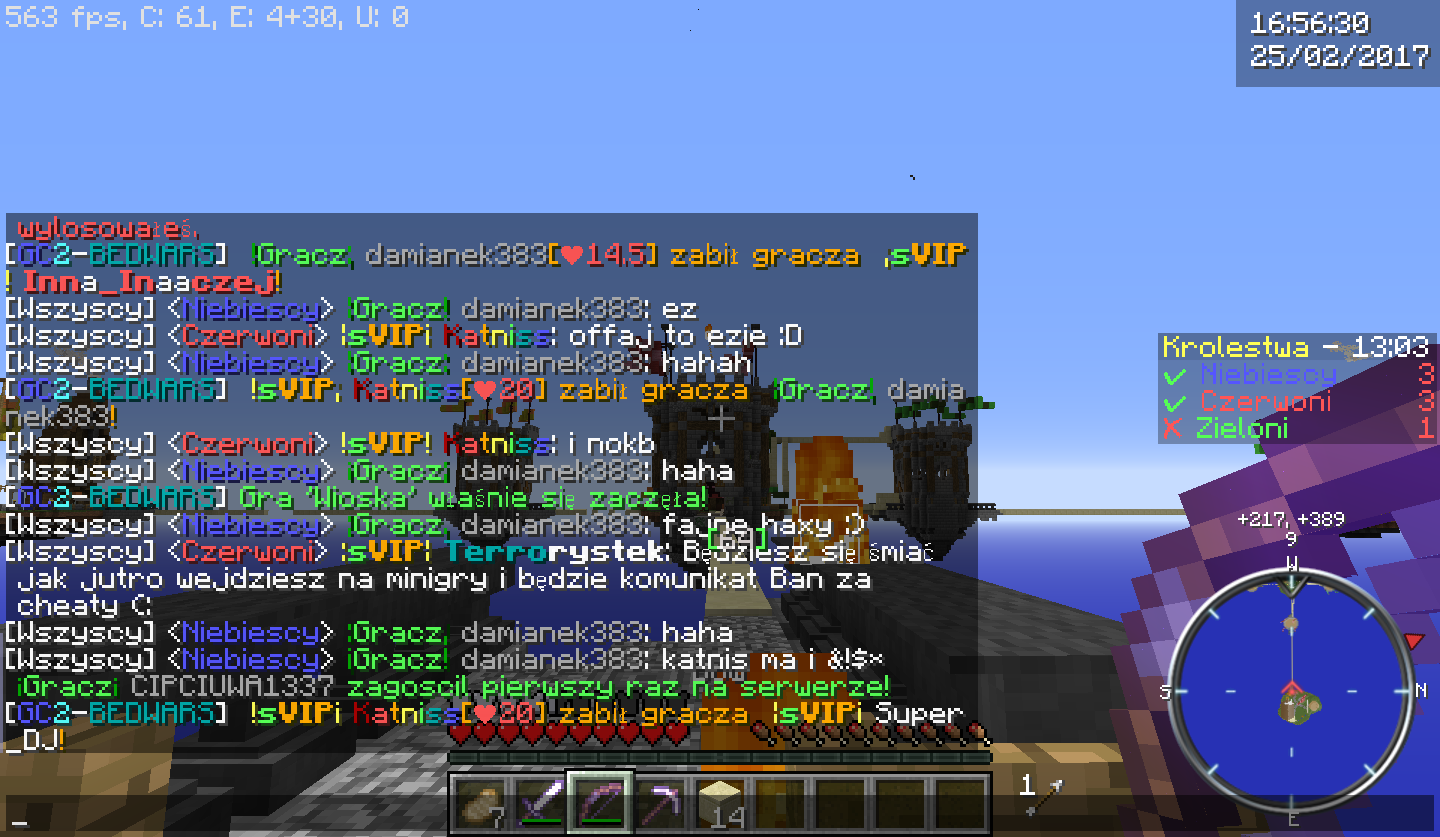 563 fps, C: 61, E: 4+30, U: 0
16:56:30
25/02/2017
wylosowałeś.
[GC2-BEDWARS] !Gracz! damianek383[❤14.5] zabił gracza !sVIP
! Inna_Inaaczej!
[Wszyscy] <Niebiescy> !Gracz! damianek383: ez
[Wszyscy] <Czerwoni> !sVIP¡ Katniss: offaj to ezie :D
[Wszyscy] <Niebiescy> !Gracz! damianek383: hahah
[GC2-BEDWARS] !sVIP! Katniss[❤20] zabił gracza !Gracz! damia
nek383!
[Wszyscy] <Czerwoni> !sVIP! Katniss: i nokb
[Wszyscy] <Niebiescy> ¡Gracz! damianek383: haha
[GC2-BEDWARS] Gra 'Wioska' właśnie się zaczęła!
[Wszyscy] <Niebiescy> !Gracz! damianek383: fajne haxy :)
[Wszyscy] <Czerwoni> !sVIP! Terrorystek: Będziesz się śmiać
jak jutro wejdziesz na minigry i będzie komunikat Ban za
cheaty C:
[Wszyscy] <Niebiescy> !Gracz! damianek383: haha
[Wszyscy] <Niebiescy> ¡Gracz! damianek383: katnis ma i &!$*
¡Gracz¡ CIPCIUWA1337 zagoscil pierwszy raz na serwerze!
[GC2-BEDWARS] !sVIP¡ Katniss[❤20] zabił gracza !sVIP¡ Super
_DJ!
[62]
Krolestwa - 13:03
✓ Niebiescy 3
✓ Czerwoni 3
✗ Zieloni 1
+217, +389
9
W
S
N
E
7
14
1
_